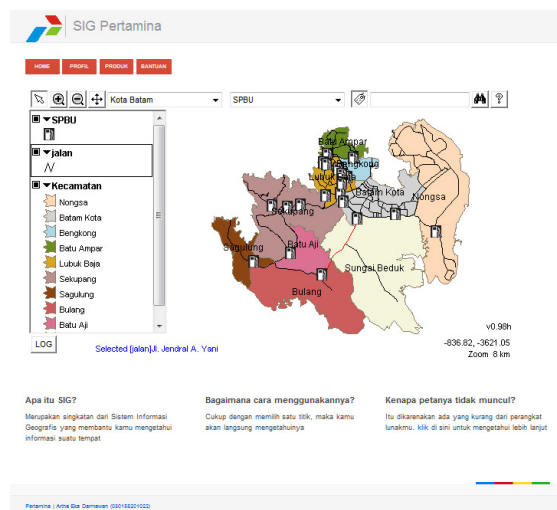 SIG Pertamina
HOME PROFIL PRODUK BANTUAN
Kota Batam SPBU
SPBU
jalan
Kecamatan
Nongsa
Batam Kota
Bengkong
Batu Ampar
Lubuk Baja
Sekupang
Sagulung
Bulang
Batu Aji
Batu Ampar
Bengkong
Lubuk Baja
Batam Kota
Nongsa
Sekupang
Sagulung
Batu Aji
Sungai Beduk
Bulang
v0.98h
-836.82, -3621.05
Zoom 8 km
LOG
Selected {jalan}Jl. Jendral A. Yani
Apa itu SIG?
Merupakan singkatan dari Sistem Informasi
Geografis yang membantu kamu mengetahui
informasi suatu tempat
Bagaimana cara menggunakannya?
Cukup dengan memilih satu titik, maka kamu
akan langsung mengetahuinya
Kenapa petanya tidak muncul?
Itu dikarenakan ada yang kurang dari perangkat
lunakmu. klik di sini untuk mengetahui lebih lanjut
Pertamina | Artha Eka Darmawan (080155201022)